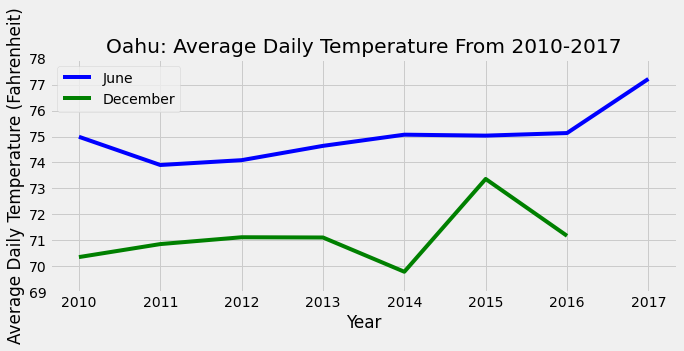 Oahu: Average Daily Temperature From 2010-2017
Average Daily Temperature (Fahrenheit)
78
77
76
75
74
73
72
71
70
69
June
December
2010 2011 2012 2013 2014 2015 2016 2017
Year